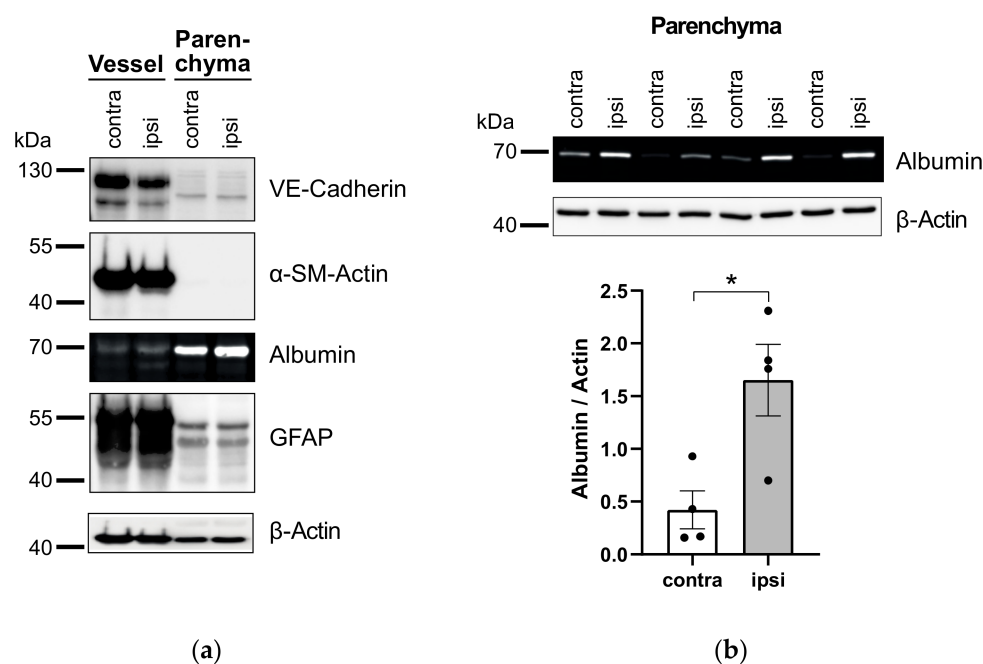 Vessel
Paren-
chyma
contra
ipsi
contra
ipsi
kDa
130
VE-Cadherin
55
α-SM-Actin
40
70
Albumin
55
GFAP
40
β-Actin
40
(a)
Parenchyma
contra
ipsi
contra
ipsi
contra
ipsi
contra
ipsi
kDa
70
Albumin
β-Actin
40
*
2.5
2.0
1.5
1.0
0.5
0.0
Albumin / Actin
contra
ipsi
(b)